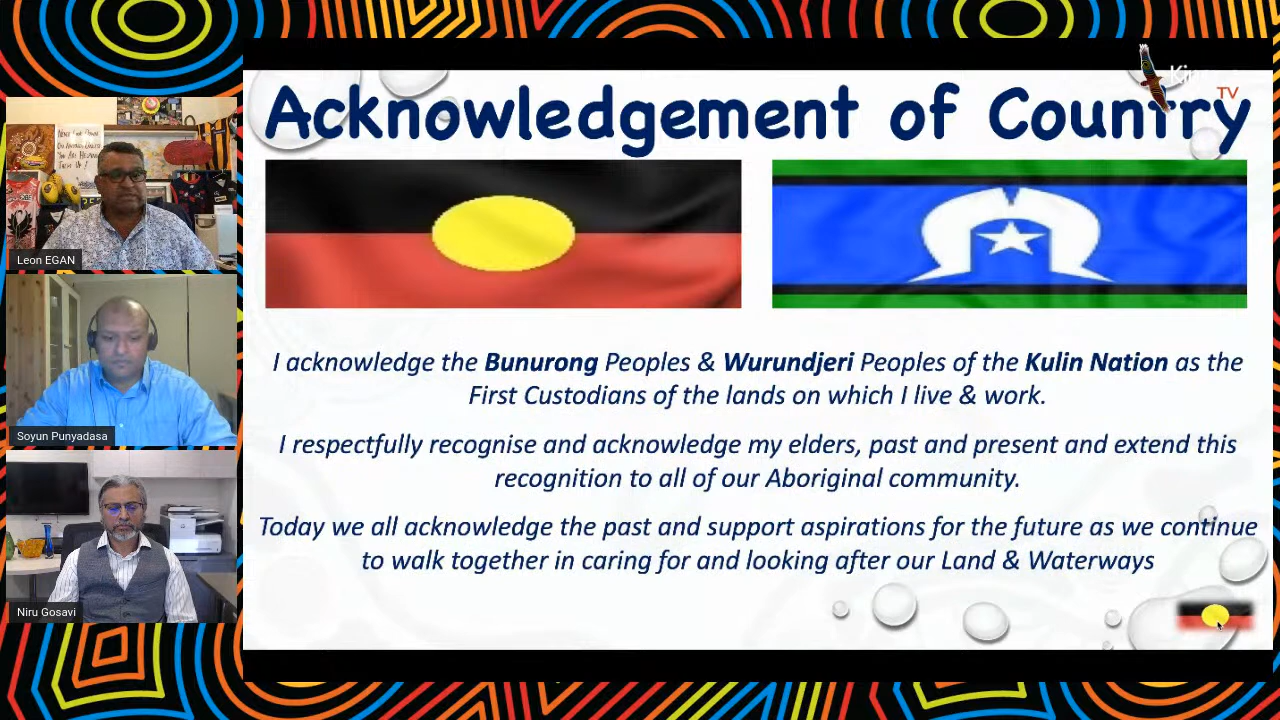 Acknowledgement of Country
TV
I acknowledge the Bunurong Peoples & Wurundjeri Peoples of the Kulin Nation as the
First Custodians of the lands on which I live & work.
I respectfully recognise and acknowledge my elders, past and present and extend this
recognition to all of our Aboriginal community.
Today we all acknowledge the past and support aspirations for the future as we continue
to walk together in caring for and looking after our Land & Waterways
Leon EGAN
Soyun Punyadasa
Niru Gosavi